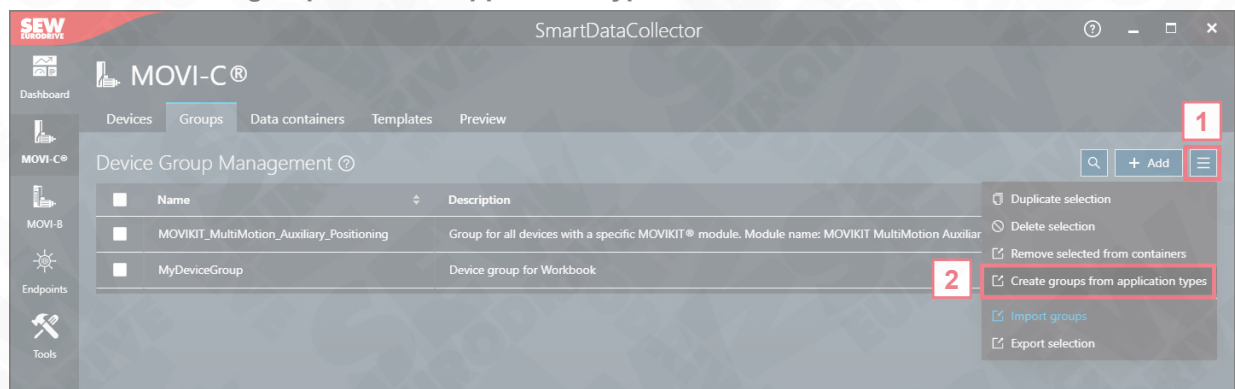 SEW
EURODRIVE
SmartDataCollector
Dashboard
MOVI-C®
MOVI-B
Endpoints
Tools
MOVI-C®
Devices Groups Data containers Templates Preview
1
Device Group Management
+ Add
Name Description
MOVIKIT_MultiMotion_Auxiliary_Positioning Group for all devices with a specific MOVIKIT® module. Module name: MOVIKIT MultiMotion Auxiliar
MyDeviceGroup Device group for Workbook
Duplicate selection
Delete selection
Remove selected from containers
2 Create groups from application types
Import groups
Export selection